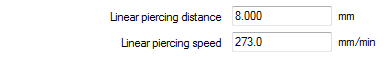 Linear piercing distance 8.000 mm
Linear piercing speed 273.0 mm/min